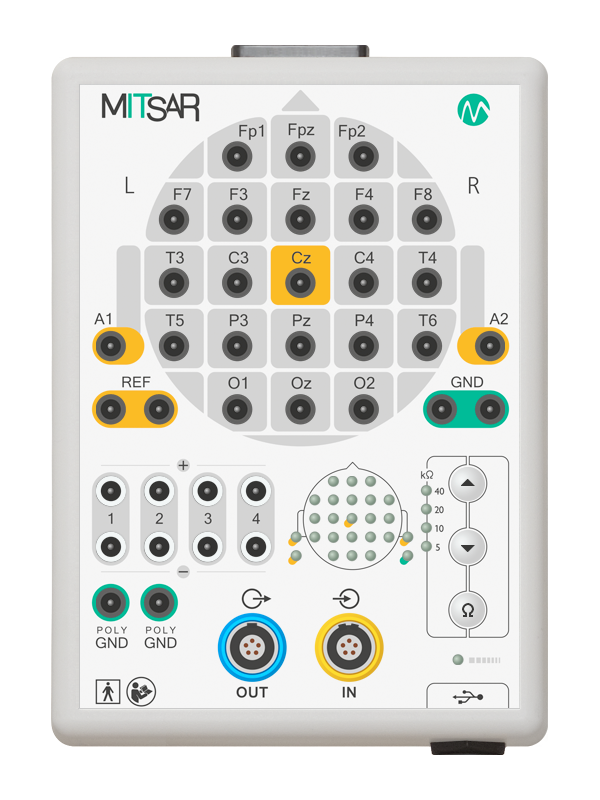 MITSAR
Fp1 Fpz Fp2
L R
F7 F3 Fz F4 F8
T3 C3 Cz C4 T4
A1 T5 P3 Pz P4 T6 A2
REF O1 Oz O2 GND
+
kΩ
40
1 2 3 4 20
10
5
−
Ω
POLY POLY
GND GND
OUT IN